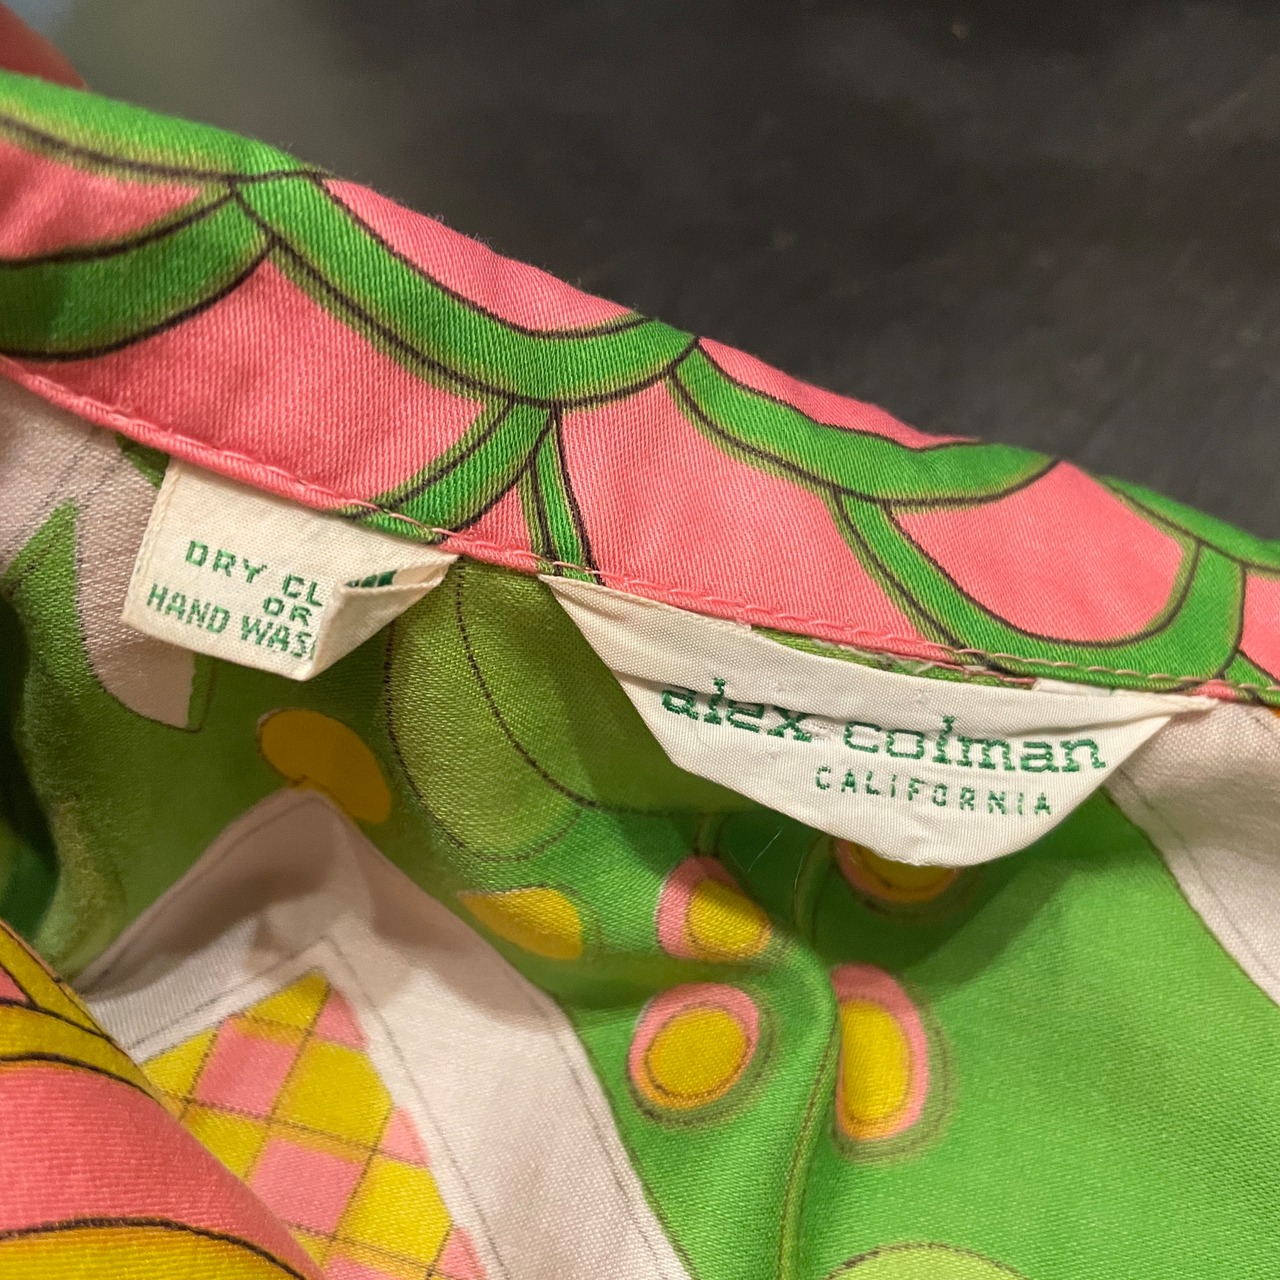 DRY CL
OR
HAND WAS
alex colman
CALIFORNIA